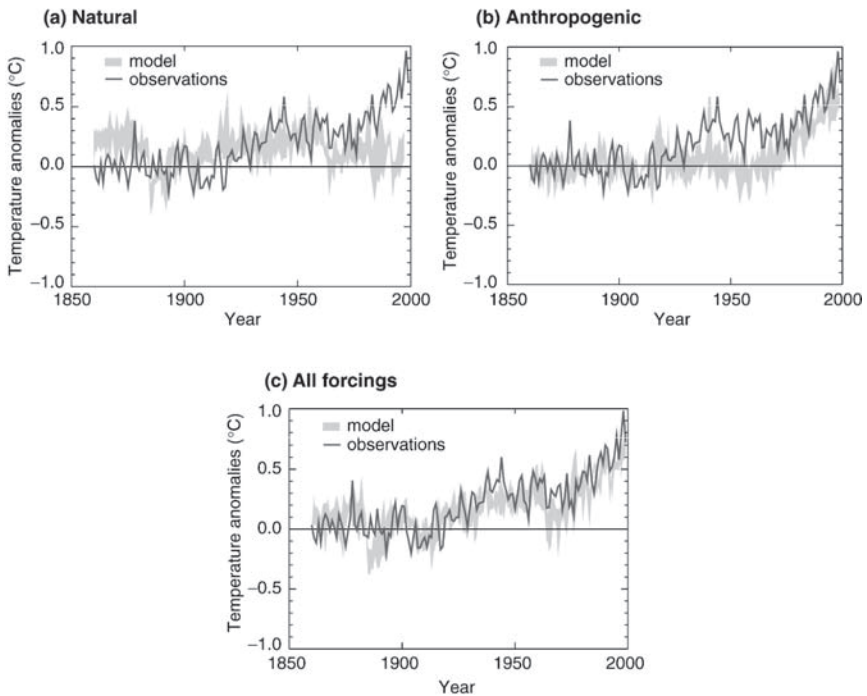 (a) Natural
Temperature anomalies (°C)
1.0
0.5
0.0
−0.5
−1.0
model
observations
1850
1900
1950
2000
Year
(b) Anthropogenic
Temperature anomalies (°C)
1.0
0.5
0.0
−0.5
−1.0
model
observations
1850
1900
1950
2000
Year
(c) All forcings
Temperature anomalies (°C)
1.0
0.5
0.0
−0.5
−1.0
model
observations
1850
1900
1950
2000
Year